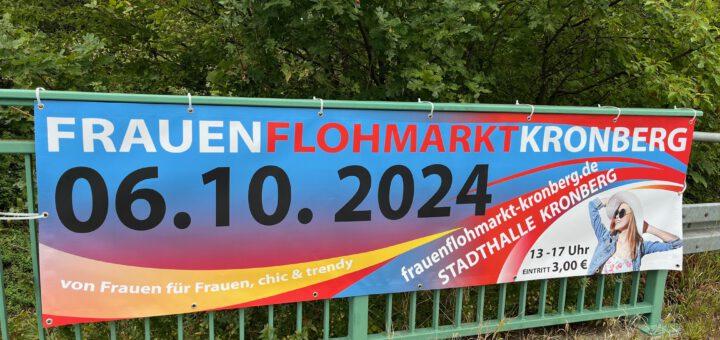 FRAUENFLOHMARKTKRONBERG
06.10.2024
von Frauen für Frauen, chic & trendy
frauenflohmarkt-kronberg.de
STADTHALLE KRONBERG
13 -17 Uhr
EINTRITT 3,00 €